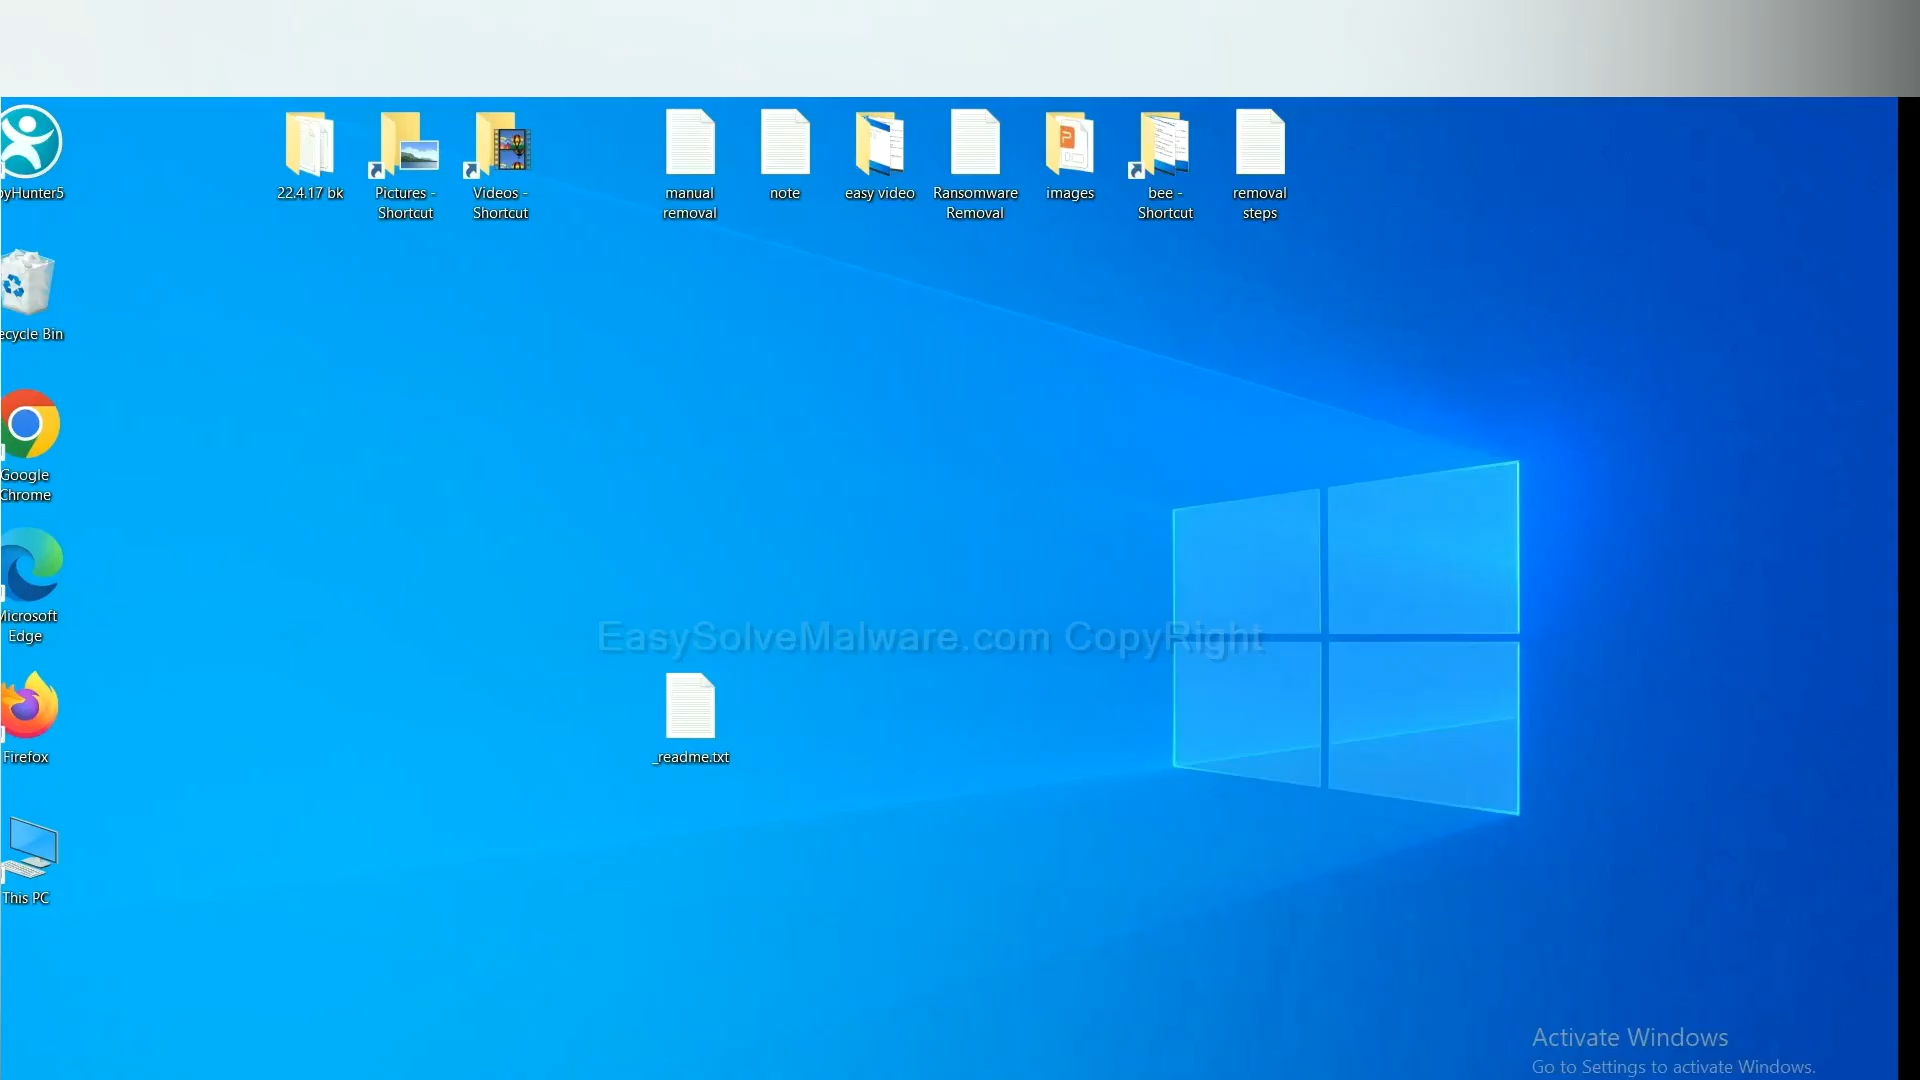 pyHunter5
22.4.17 bk
Pictures -
Shortcut
Videos -
Shortcut
manual
removal
note
easy video
Ransomware
Removal
images
bee -
Shortcut
removal
steps
ecycle Bin
Google
Chrome
Microsoft
Edge
EasySolveMalware.com CopyRight
Firefox
_readme.txt
This PC
Activate Windows
Go to Settings to activate Windows.